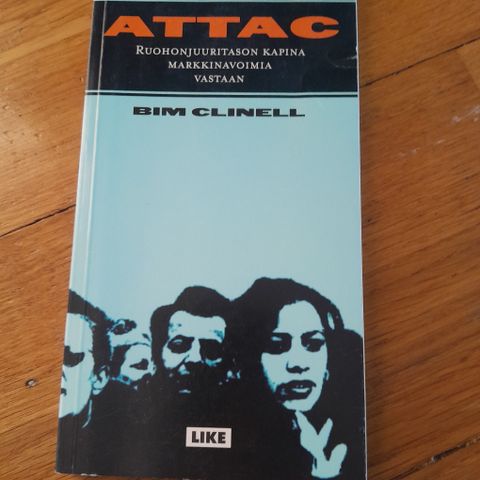 ATTAC
RUOHONJUURITASON KAPINA
MARKKINAVOIMIA
VASTAAN
BIM CLINELL
LIKE